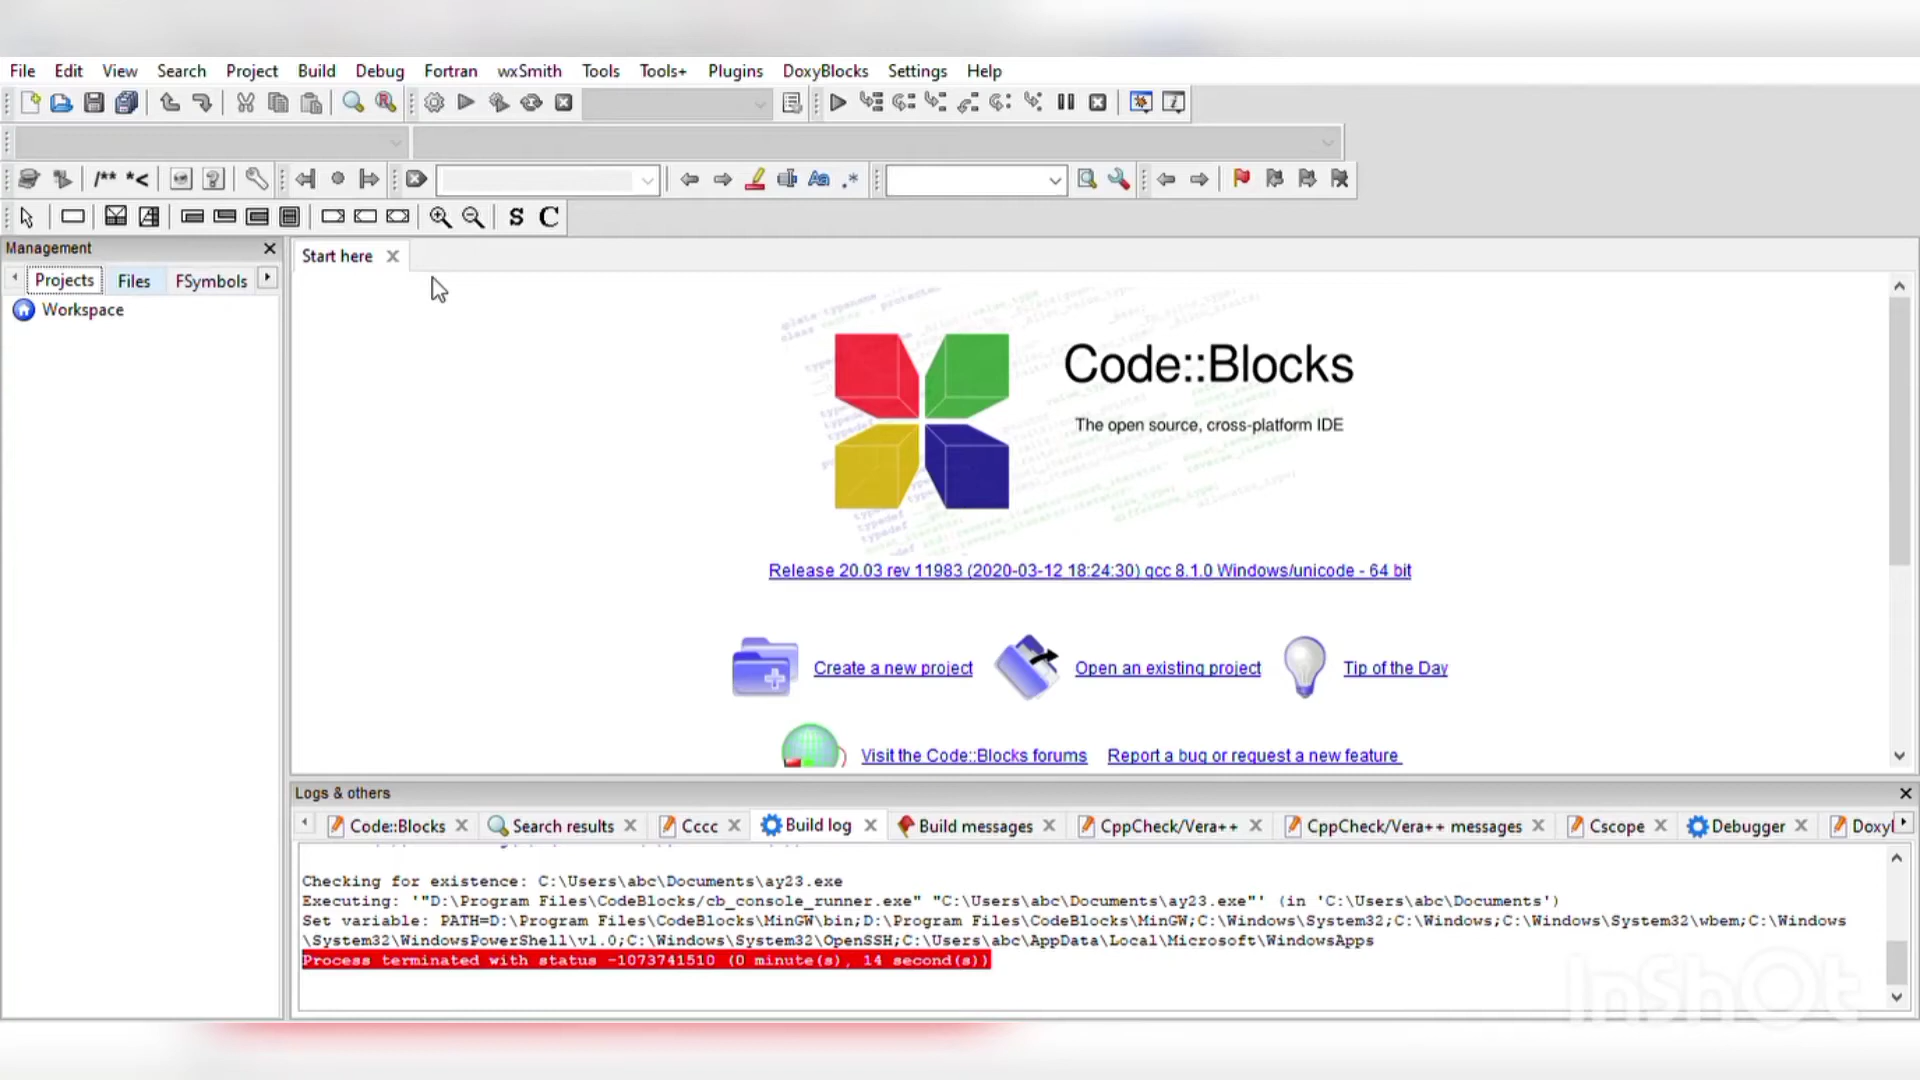 File Edit View Search Project Build Debug Fortran wxSmith Tools Tools+ Plugins DoxyBlocks Settings Help
/** *<
Aa .*
S C
Management
Projects Files FSymbols
Workspace
Start here
Code::Blocks
The open source, cross-platform IDE
Release 20.03 rev 11983 (2020-03-12 18:24:30) gcc 8.1.0 Windows/unicode - 64 bit
Create a new project Open an existing project Tip of the Day
Visit the Code::Blocks forums Report a bug or request a new feature
Logs & others
Code::Blocks Search results Cccc Build log Build messages CppCheck/Vera++ CppCheck/Vera++ messages Cscope Debugger Doxyl
Checking for existence: C:\Users\abc\Documents\ay23.exe
Executing: '"D:\Program Files\CodeBlocks/cb_console_runner.exe" "C:\Users\abc\Documents\ay23.exe"' (in 'C:\Users\abc\Documents')
Set variable: PATH=D:\Program Files\CodeBlocks\MinGW\bin;D:\Program Files\CodeBlocks\MinGW;C:\Windows\System32;C:\Windows;C:\Windows\System32\wbem;C:\Windows
\System32\WindowsPowerShell\v1.0;C:\Windows\System32\OpenSSH;C:\Users\abc\AppData\Local\Microsoft\WindowsApps
Process terminated with status -1073741510 (0 minute(s), 14 second(s))
InShOt